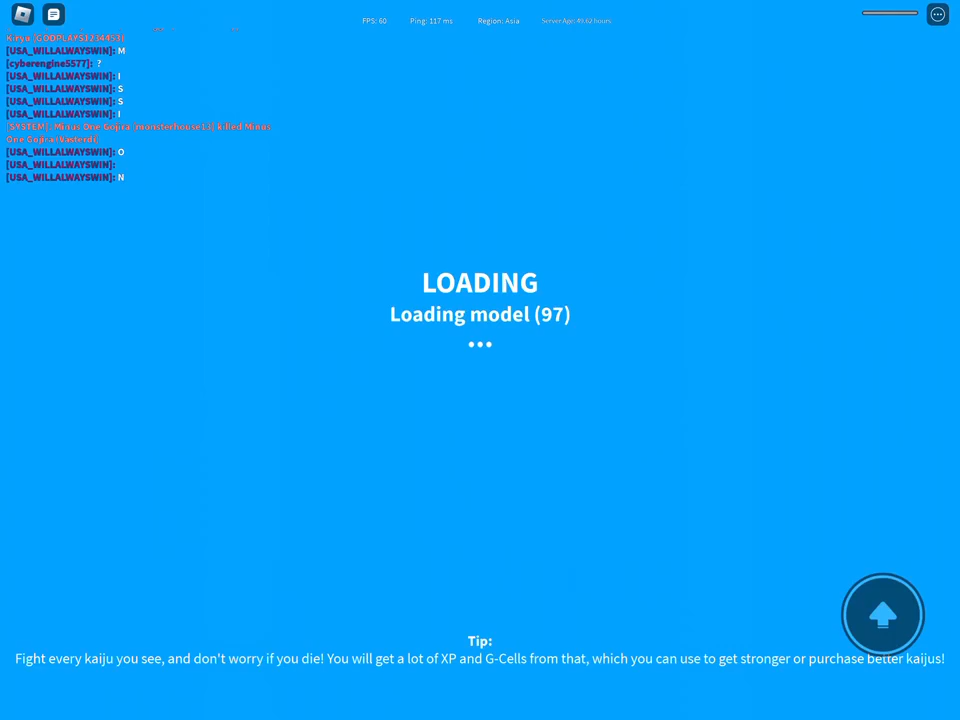 FPS: 60 Ping: 117 ms Region: Asia Server Age: 49.62 hours
Kiryu (GODPLAYS1234453)
[USA_WILLALWAYSWIN]: M
[cyberengine5577]: ?
[USA_WILLALWAYSWIN]: I
[USA_WILLALWAYSWIN]: S
[USA_WILLALWAYSWIN]: S
[USA_WILLALWAYSWIN]: I
[SYSTEM]: Minus One Gojira (monsterhouse13) killed Minus
One Gojira (Vasterdi)
[USA_WILLALWAYSWIN]: O
[USA_WILLALWAYSWIN]:
[USA_WILLALWAYSWIN]: N
LOADING
Loading model (97)
Tip:
Fight every kaiju you see, and don't worry if you die! You will get a lot of XP and G-Cells from that, which you can use to get stronger or purchase better kaijus!